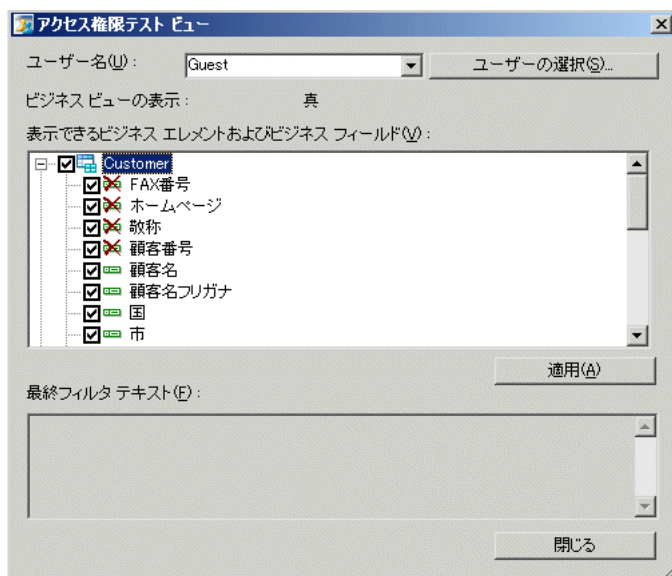 アクセス権限テスト ビュー
ユーザー名(U): Guest ユーザーの選択(S)...
ビジネス ビューの表示: 真
表示できるビジネス エレメントおよびビジネス フィールド(V):
Customer
FAX番号
ホームページ
敬称
顧客番号
顧客名
顧客名フリガナ
国
市
適用(A)
最終フィルタ テキスト(F):
閉じる